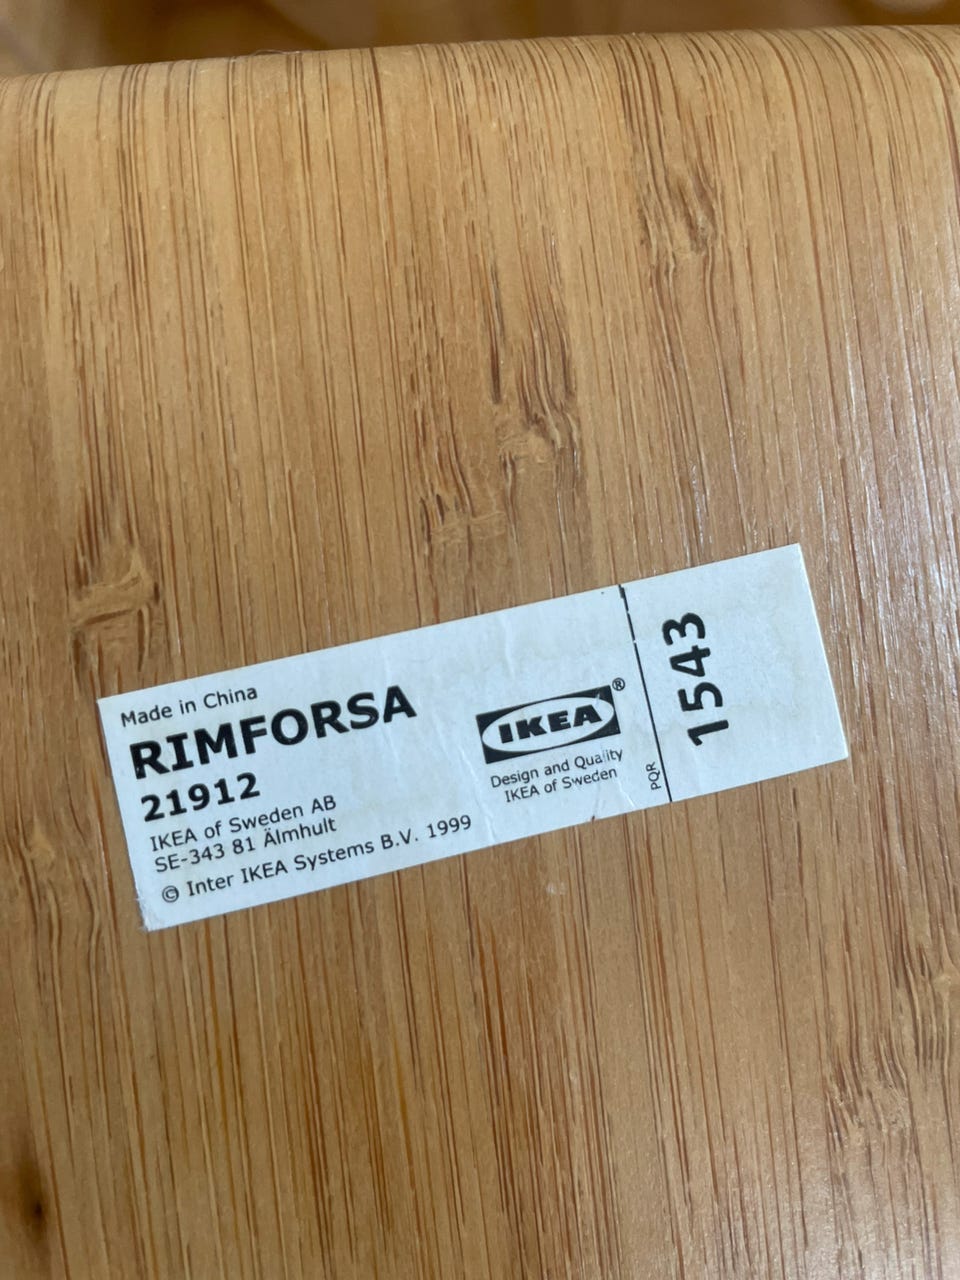 Made in China
RIMFORSA
21912
IKEA of Sweden AB
SE-343 81 Älmhult
© Inter IKEA Systems B.V. 1999
IKEA®
Design and Quality
IKEA of Sweden
PQR
1543